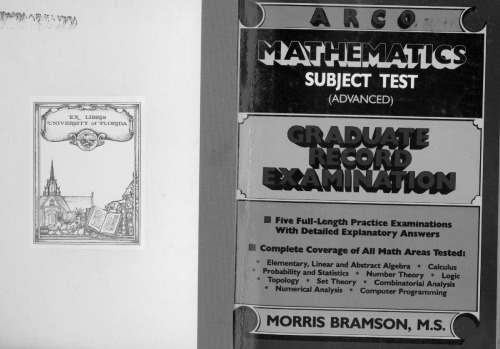 EX LIBRIS
UNIVERSITY of FLORIDA
ARCO
MATHEMATICS
SUBJECT TEST
(ADVANCED)
GRADUATE
RECORD
EXAMINATION
■ Five Full-Length Practice Examinations
With Detailed Explanatory Answers
■ Complete Coverage of All Math Areas Tested:
• Elementary, Linear and Abstract Algebra • Calculus
• Probability and Statistics • Number Theory • Logic
• Topology • Set Theory • Combinatorial Analysis
• Numerical Analysis • Computer Programming
MORRIS BRAMSON, M.S.